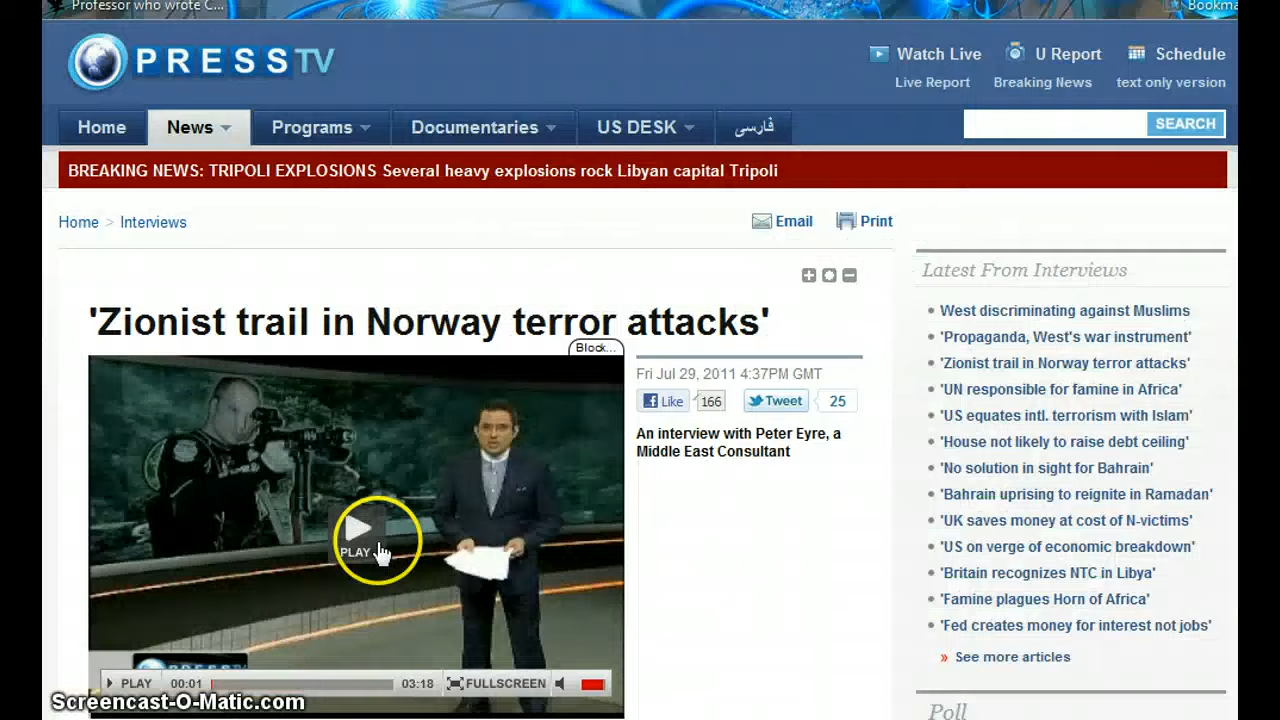 Professor who wrote C...
Bookma
PRESSTV
Watch Live
U Report
Schedule
Live Report
Breaking News
text only version
Home
News
Programs
Documentaries
US DESK
فارسی
SEARCH
BREAKING NEWS: TRIPOLI EXPLOSIONS Several heavy explosions rock Libyan capital Tripoli
Home > Interviews
Email
Print
'Zionist trail in Norway terror attacks'
Block...
Fri Jul 29, 2011 4:37PM GMT
Like
166
Tweet
25
An interview with Peter Eyre, a
Middle East Consultant
PLAY
PRESSTV
PLAY
00:01
03:18
FULLSCREEN
Screencast-O-Matic.com
Latest From Interviews
West discriminating against Muslims
'Propaganda, West's war instrument'
'Zionist trail in Norway terror attacks'
'UN responsible for famine in Africa'
'US equates intl. terrorism with Islam'
'House not likely to raise debt ceiling'
'No solution in sight for Bahrain'
'Bahrain uprising to reignite in Ramadan'
'UK saves money at cost of N-victims'
'US on verge of economic breakdown'
'Britain recognizes NTC in Libya'
'Famine plagues Horn of Africa'
'Fed creates money for interest not jobs'
» See more articles
Poll